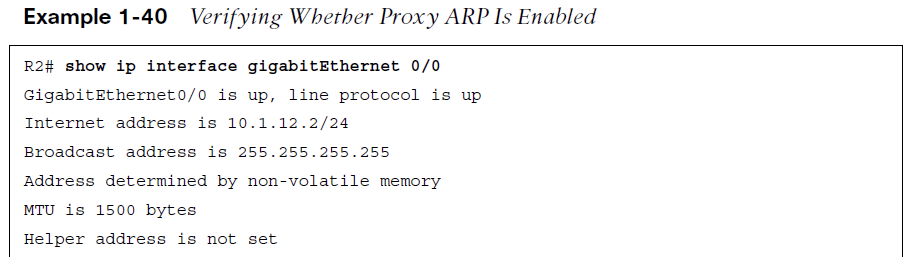 Example 1-40 Verifying Whether Proxy ARP Is Enabled
R2# show ip interface gigabitEthernet 0/0
GigabitEthernet0/0 is up, line protocol is up
Internet address is 10.1.12.2/24
Broadcast address is 255.255.255.255
Address determined by non-volatile memory
MTU is 1500 bytes
Helper address is not set